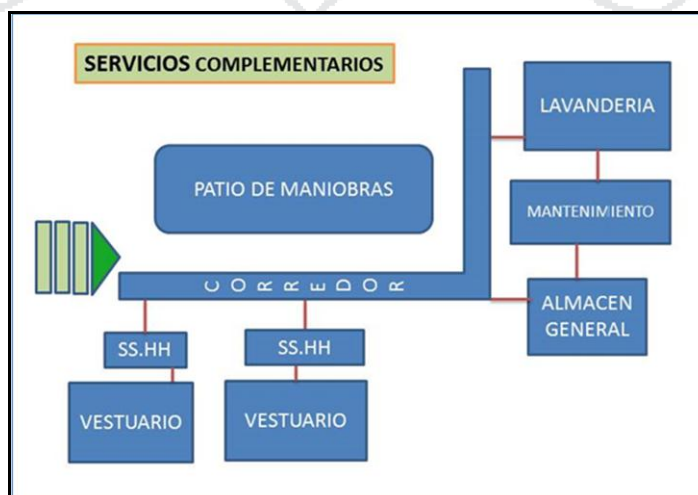 SERVICIOS COMPLEMENTARIOS
LAVANDERIA
PATIO DE MANIOBRAS
MANTENIMIENTO
CORREDOR
ALMACEN
GENERAL
SS.HH
SS.HH
VESTUARIO
VESTUARIO